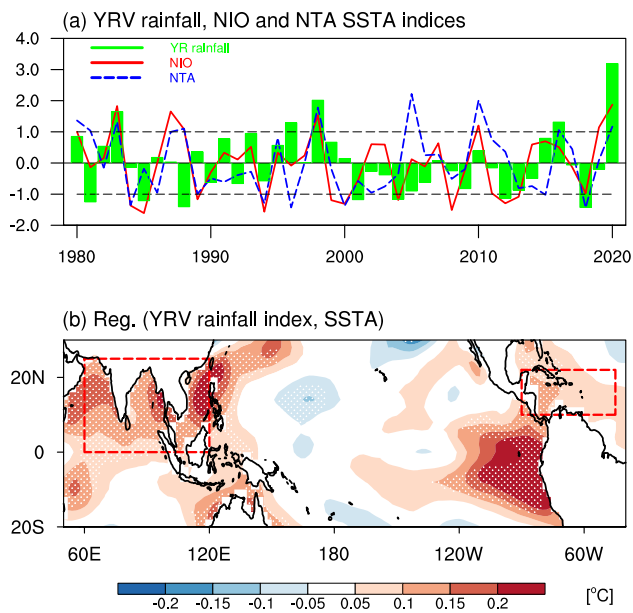 (a) YRV rainfall, NIO and NTA SSTA indices
4.0
YR rainfall
3.0
NIO
2.0
NTA
1.0
0.0
-1.0
-2.0
1980 1990 2000 2010 2020
(b) Reg. (YRV rainfall index, SSTA)
20N
0
20S
60E 120E 180 120W 60W
-0.2 -0.15 -0.1 -0.05 0.05 0.1 0.15 0.2 [°C]